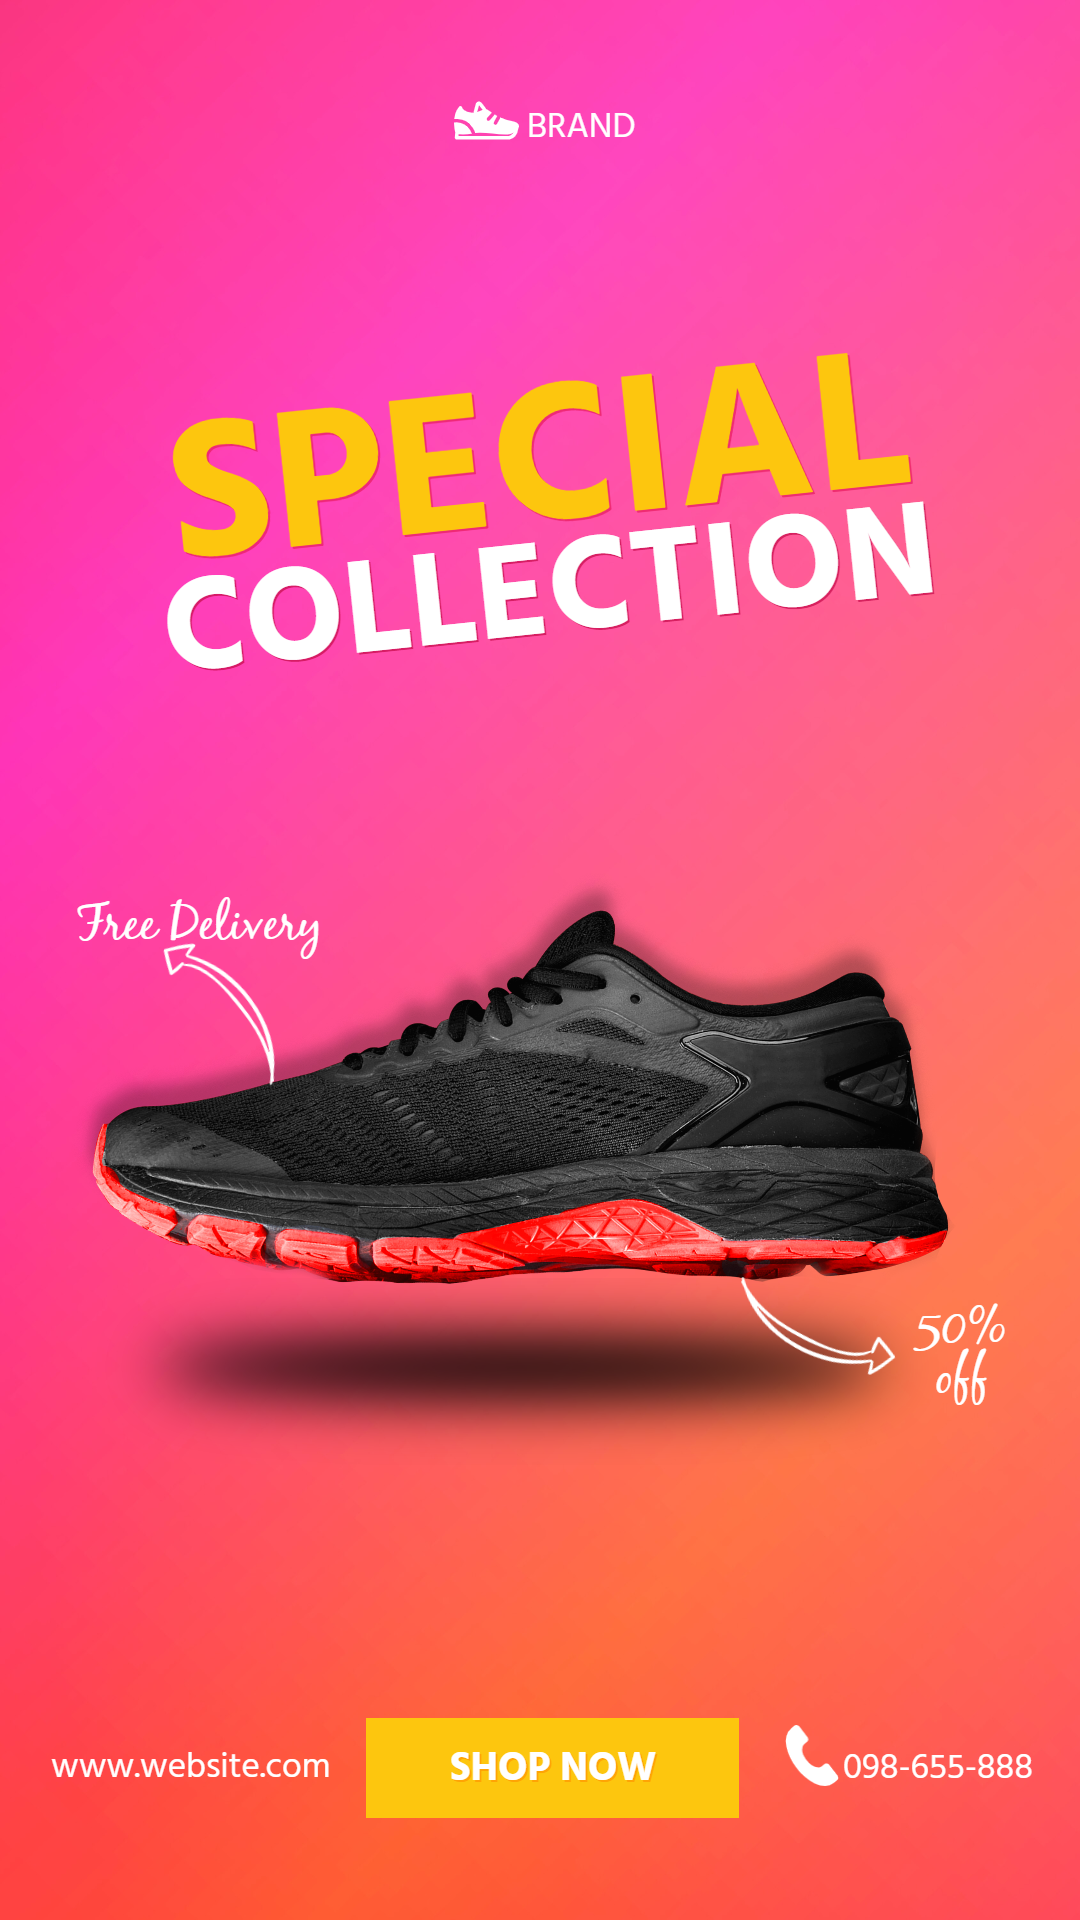 BRAND
SPECIAL
COLLECTION
Free Delivery
50%
off
www.website.com
SHOP NOW
098-655-888